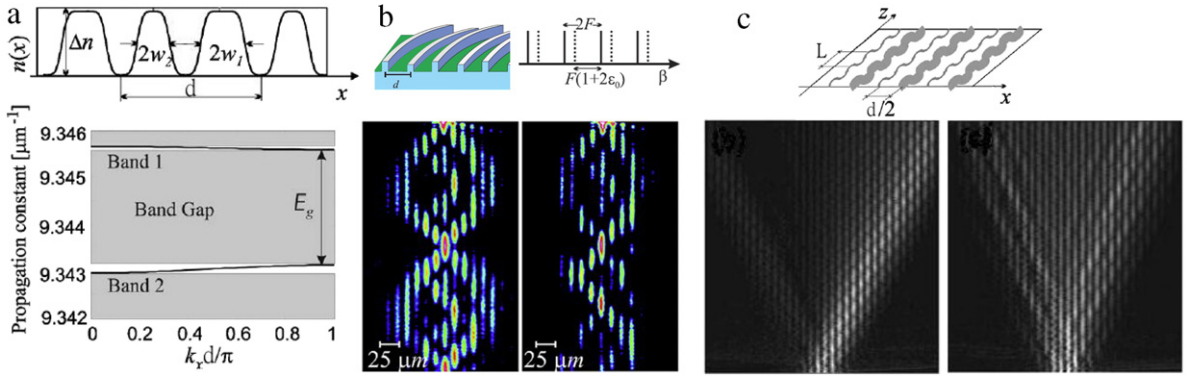 a
n(x)
Δn
2w₂
2w₁
d
x
Propagation constant [μm⁻¹]
9.346
9.345
9.344
9.343
9.342
Band 1
Band Gap
E_g
Band 2
0
0.2
0.4
0.6
0.8
1
kₓd/π
b
d
2F
F(1+2ε₀)
β
25 μm
25 μm
c
z
L
d/2
x